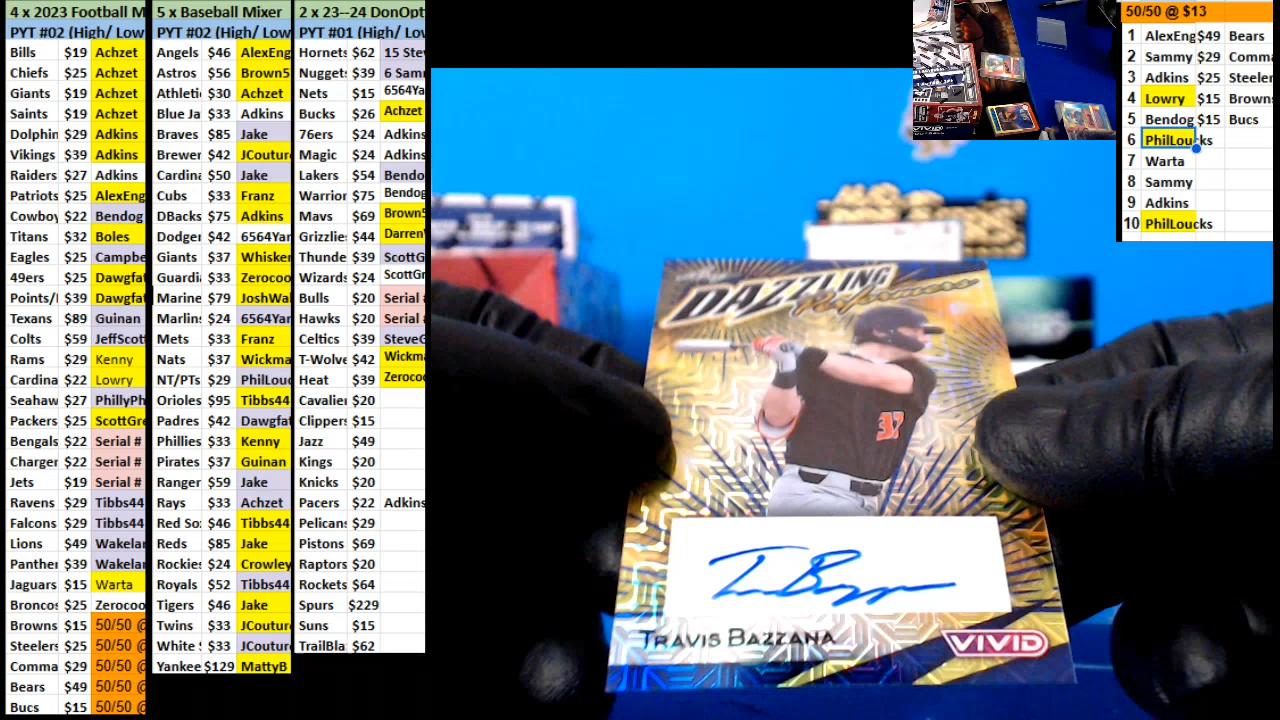 4 x 2023 Football M
PYT #02 (High/ Low
Bills $19 Achzet
Chiefs $25 Achzet
Giants $19 Achzet
Saints $19 Achzet
Dolphin $29 Adkins
Vikings $39 Adkins
Raiders $27 Adkins
Patriots $25 AlexEng
Cowboy $22 Bendog
Titans $32 Boles
Eagles $25 Campbe
49ers $25 Dawgfat
Points/I $39 Dawgfat
Texans $89 Guinan
Colts $59 JeffScott
Rams $29 Kenny
Cardina $22 Lowry
Seahaw $27 PhillyPh
Packers $25 ScottGre
Bengals $22 Serial #
Charger $22 Serial #
Jets $19 Serial #
Ravens $29 Tibbs44
Falcons $29 Tibbs44
Lions $49 Wakelan
Panther $39 Wakelan
Jaguars $15 Warta
Broncos $25 Zerocoo
Browns $15 50/50 @
Steelers $25 50/50 @
Comma $29 50/50 @
Bears $49 50/50 @
Bucs $15 50/50 @
5 x Baseball Mixer
PYT #02 (High/ Low
Angels $46 AlexEng
Astros $56 Brown5
Athletic $30 Achzet
Blue Ja $33 Adkins
Braves $85 Jake
Brewer $42 JCouture
Cardina $50 Jake
Cubs $33 Franz
DBacks $75 Adkins
Dodger $42 6564Yar
Giants $37 Whisker
Guardia $33 Zerocoo
Marine $79 JoshWal
Marlins $24 6564Yar
Mets $33 Franz
Nats $37 Wickma
NT/PTs $29 PhilLouc
Orioles $95 Tibbs44
Padres $42 Dawgfat
Phillies $33 Kenny
Pirates $37 Guinan
Ranger $59 Jake
Rays $33 Achzet
Red So $46 Tibbs44
Reds $85 Jake
Rockies $24 Crowley
Royals $52 Tibbs44
Tigers $46 Jake
Twins $33 JCouture
White S $33 JCouture
Yankee $129 MattyB
2 x 23--24 DonOpt
PYT #01 (High/ Low
Hornets $62 15 Stev
Nuggets $39 6 Samm
Nets $15 6564Ya
Bucks $26 Achzet
76ers $24 Adkins
Magic $24 Adkins
Lakers $54 Bendo
Warrior $75 Bendog
Mavs $69 Brown5
Grizzlie $44 Darren
Thunde $39 ScottG
Wizards $24 ScottGr
Bulls $20 Serial #
Hawks $20 Serial #
Celtics $39 SteveG
T-Wolve $42 Wickma
Heat $39 Zerocoo
Cavalier $20
Clippers $15
Jazz $49
Kings $20
Knicks $20
Pacers $22 Adkins
Pelicans $29
Pistons $69
Raptors $20
Rockets $64
Spurs $229
Suns $15
TrailBla $62
50/50 @ $13
1 AlexEng $49 Bears
2 Sammy $29 Comma
3 Adkins $25 Steeler
4 Lowry $15 Browns
5 Bendog $15 Bucs
6 PhilLoucks
7 Warta
8 Sammy
9 Adkins
10 PhilLoucks
VIVID
DAZZLING
Performers
37
TRAVIS BAZZANA
VIVID